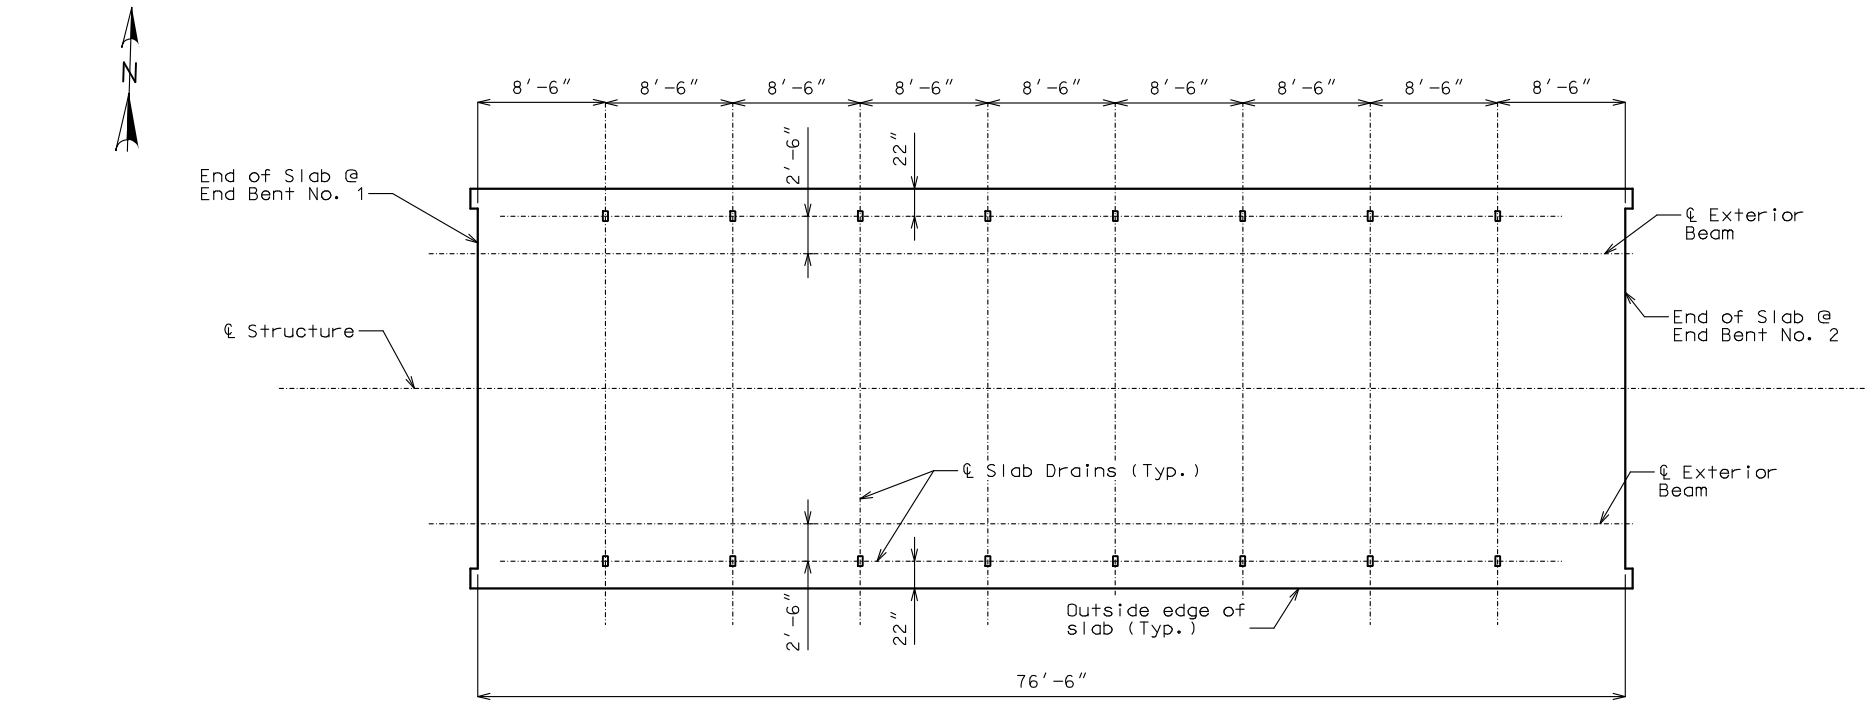 N
8'-6" 8'-6" 8'-6" 8'-6" 8'-6" 8'-6" 8'-6" 8'-6" 8'-6"
2'-6"
22"
End of Slab @
End Bent No. 1
℄ Exterior
Beam
℄ Structure
End of Slab @
End Bent No. 2
℄ Slab Drains (Typ.)
℄ Exterior
Beam
2'-6"
22"
Outside edge of
slab (Typ.)
76'-6"